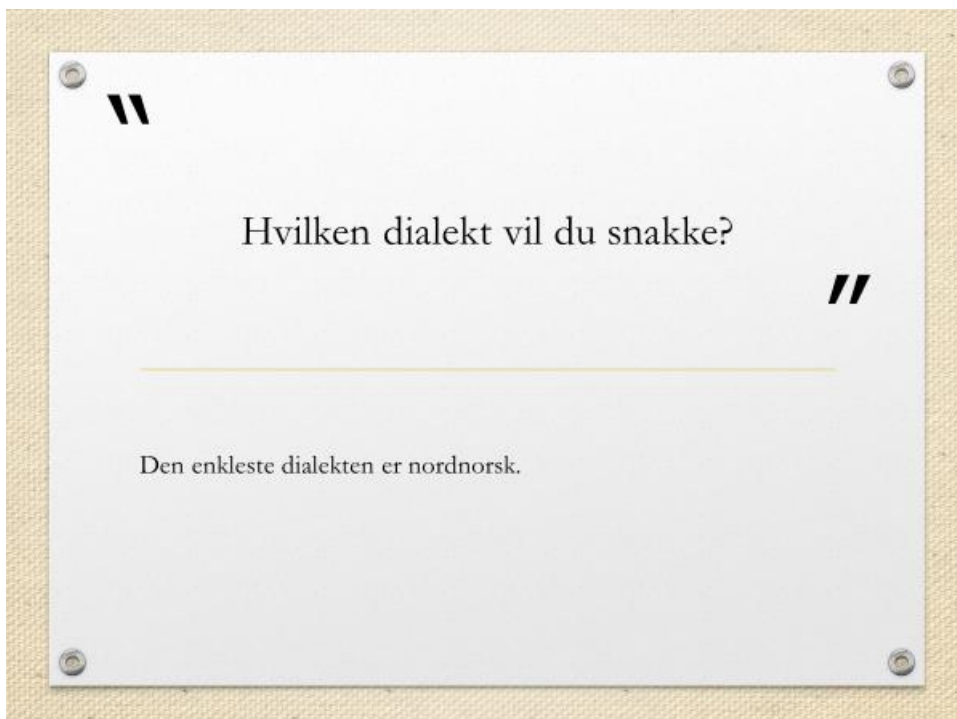 “
Hvilken dialekt vil du snakke?
”
Den enkleste dialekten er nordnorsk.